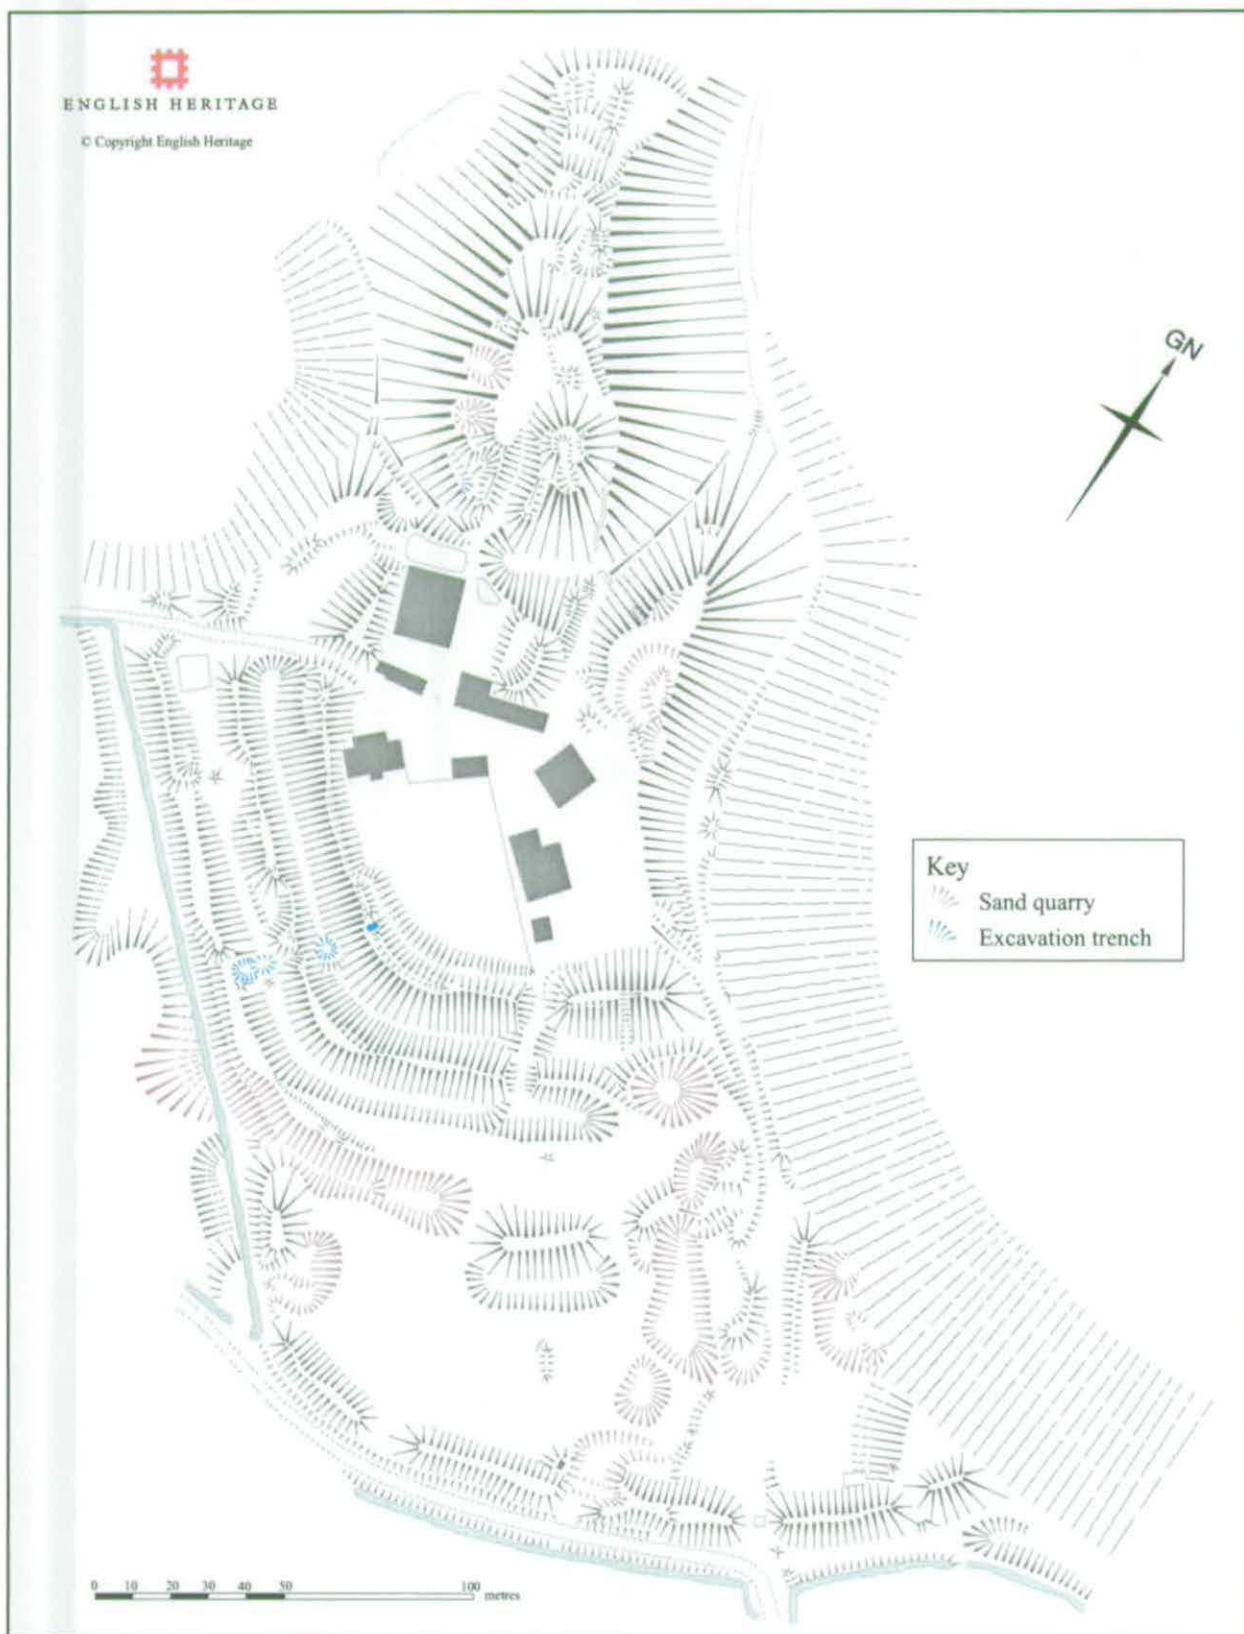 ENGLISH HERITAGE
© Copyright English Heritage
GN
Key
Sand quarry
Excavation trench
0 10 20 30 40 50 100
metres